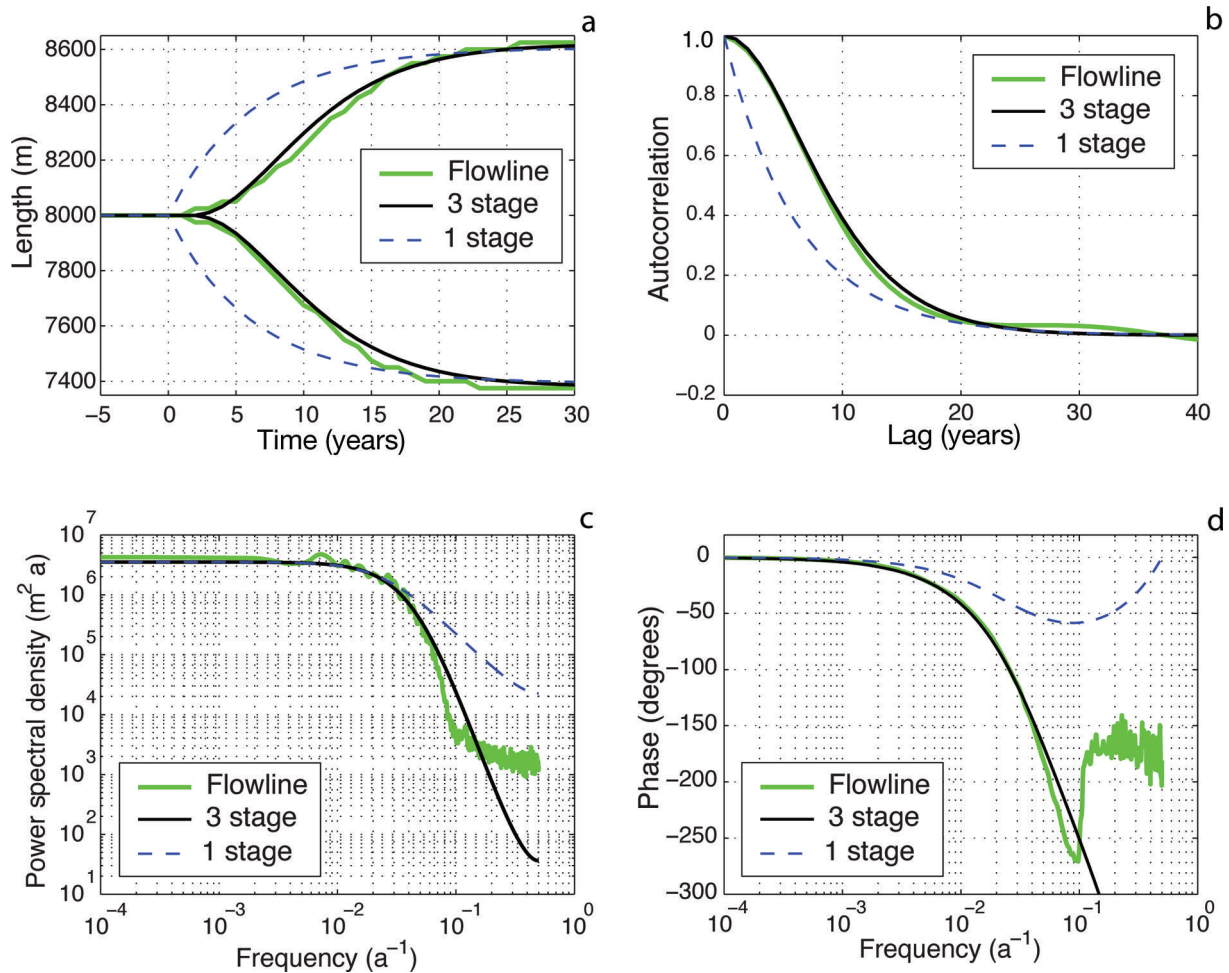 a
8600
8400
8200
8000
7800
7600
7400
Length (m)
−5 0 5 10 15 20 25 30
Time (years)
Flowline
3 stage
1 stage
b
1.0
0.8
0.6
0.4
0.2
0
−0.2
Autocorrelation
0 10 20 30 40
Lag (years)
Flowline
3 stage
1 stage
c
10^7
10^6
10^5
10^4
10^3
10^2
10^1
Power spectral density (m² a)
10^−4 10^−3 10^−2 10^−1 10^0
Frequency (a^−1)
Flowline
3 stage
1 stage
d
0
−50
−100
−150
−200
−250
−300
Phase (degrees)
10^−4 10^−3 10^−2 10^−1 10^0
Frequency (a^−1)
Flowline
3 stage
1 stage